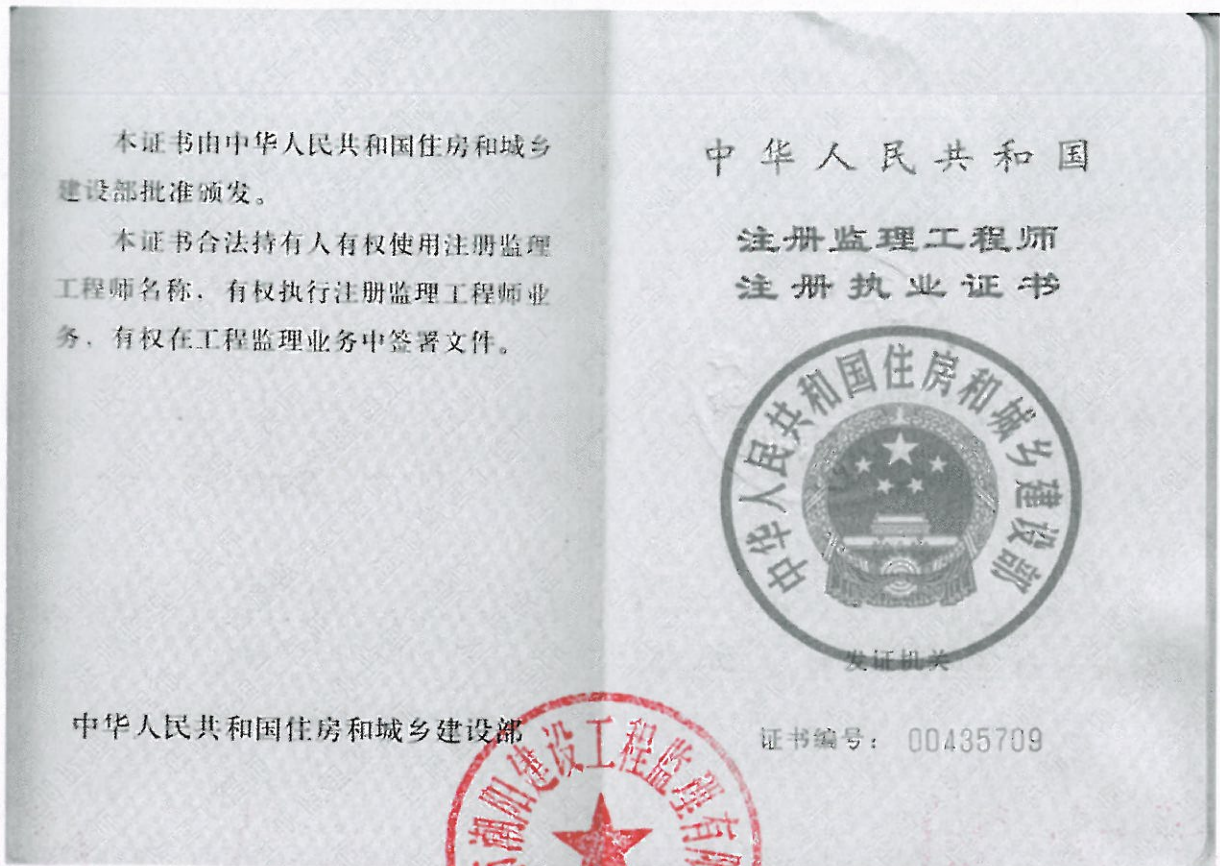 本证书由中华人民共和国住房和城乡
建设部批准颁发。
本证书合法持有人有权使用注册监理
工程师名称，有权执行注册监理工程师业
务，有权在工程监理业务中签署文件。
中华人民共和国住房和城乡建设部
中华人民共和国
注册监理工程师
注册执业证书
中华人民共和国住房和城乡建设部
发证机关
证书编号：00435709
潮阳建设工程监理有